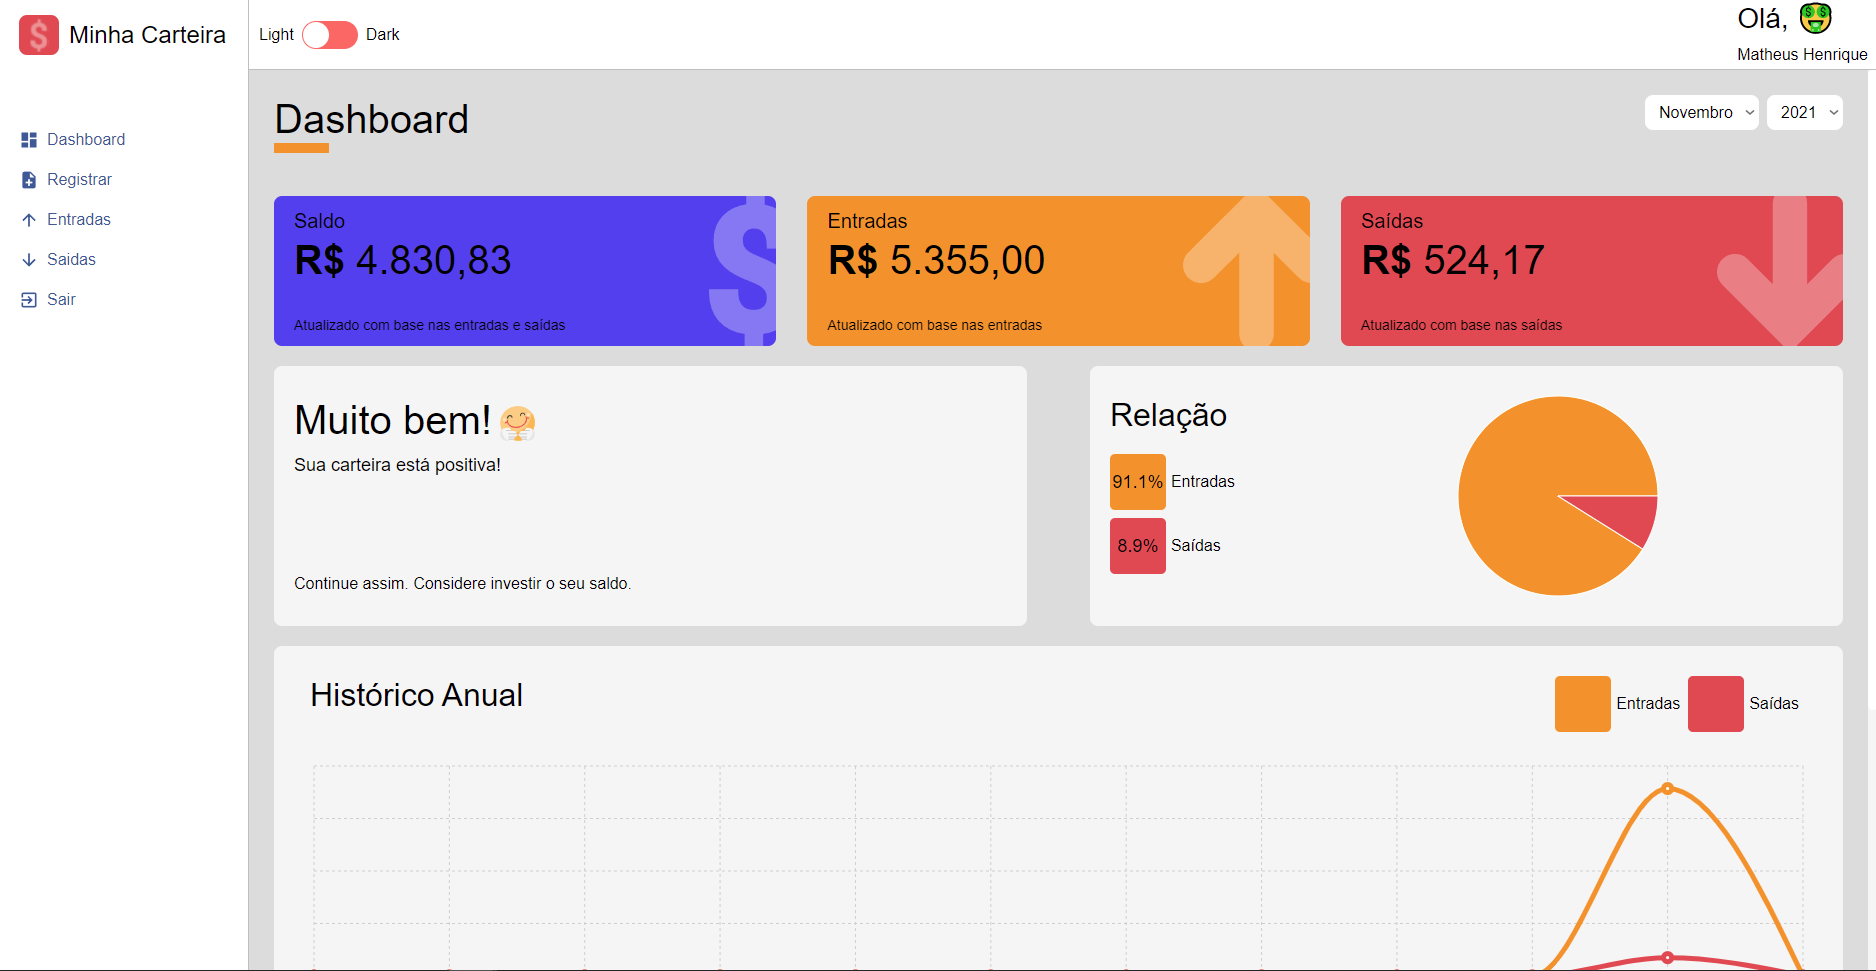 Minha Carteira
Light
Dark
Olá,
Matheus Henrique
Dashboard
Registrar
Entradas
Saidas
Sair
Dashboard
Novembro
2021
Saldo
R$ 4.830,83
Atualizado com base nas entradas e saídas
Entradas
R$ 5.355,00
Atualizado com base nas entradas
Saídas
R$ 524,17
Atualizado com base nas saídas
Muito bem!
Sua carteira está positiva!
Continue assim. Considere investir o seu saldo.
Relação
91.1% Entradas
8.9% Saídas
Histórico Anual
Entradas
Saídas